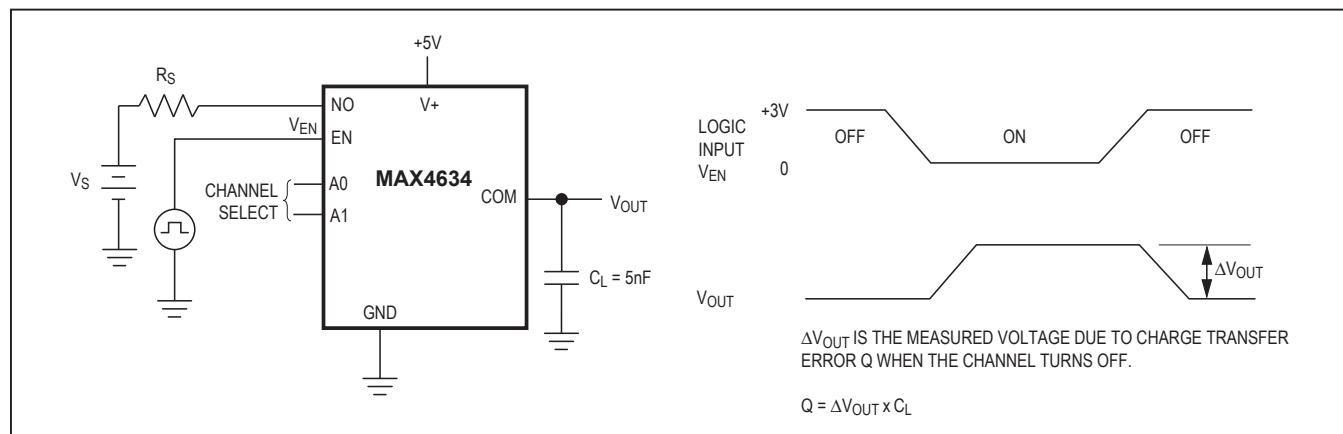 +5V
RS
NO
V+
VEN
EN
VS
A0
CHANNEL
SELECT
A1
MAX4634
COM
VOUT
CL = 5nF
GND
LOGIC
INPUT
VEN
+3V
0
OFF
ON
OFF
VOUT
ΔVOUT
ΔVOUT IS THE MEASURED VOLTAGE DUE TO CHARGE TRANSFER
ERROR Q WHEN THE CHANNEL TURNS OFF.
Q = ΔVOUT x CL